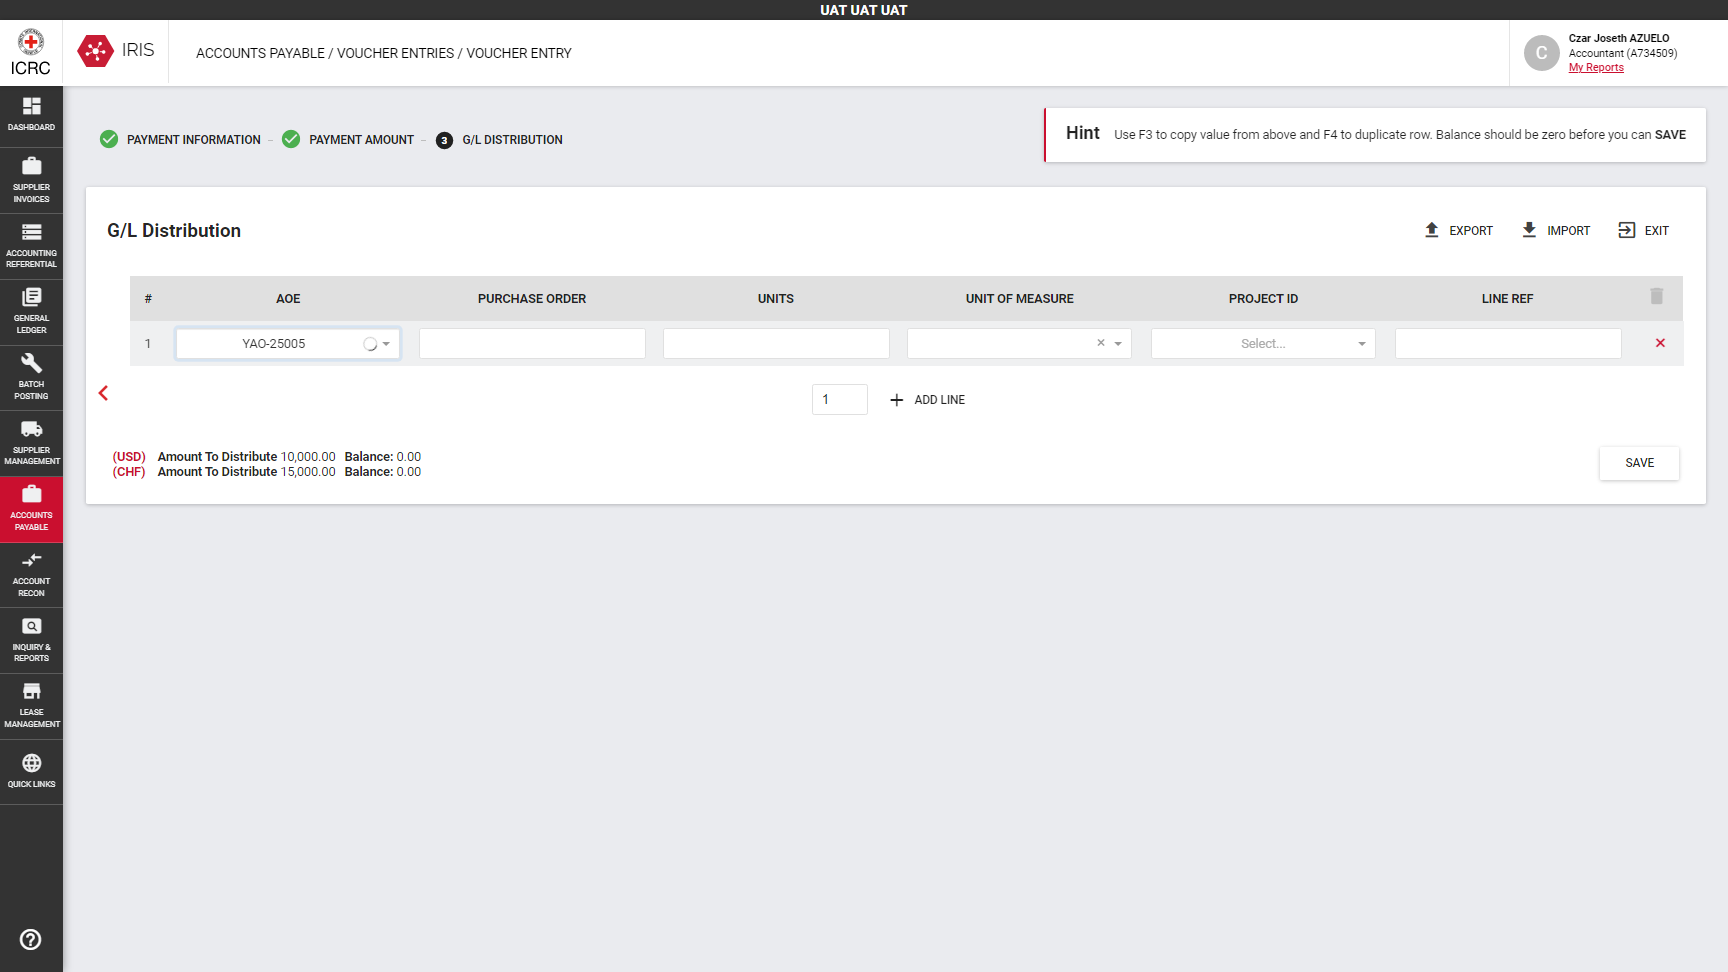 UAT UAT UAT
ICRC
IRIS
ACCOUNTS PAYABLE / VOUCHER ENTRIES / VOUCHER ENTRY
C
Czar Joseth AZUELO
Accountant (A734509)
My Reports
DASHBOARD
SUPPLIER
INVOICES
ACCOUNTING
REFERENTIAL
GENERAL
LEDGER
BATCH
POSTING
SUPPLIER
MANAGEMENT
ACCOUNTS
PAYABLE
ACCOUNT
RECON
INQUIRY &
REPORTS
LEASE
MANAGEMENT
QUICK LINKS
PAYMENT INFORMATION – PAYMENT AMOUNT – 3 G/L DISTRIBUTION
Hint Use F3 to copy value from above and F4 to duplicate row. Balance should be zero before you can SAVE
G/L Distribution
EXPORT IMPORT EXIT
# AOE PURCHASE ORDER UNITS UNIT OF MEASURE PROJECT ID LINE REF
1 YAO-25005 × Select... ×
1 + ADD LINE
(USD) Amount To Distribute 10,000.00 Balance: 0.00
(CHF) Amount To Distribute 15,000.00 Balance: 0.00
SAVE